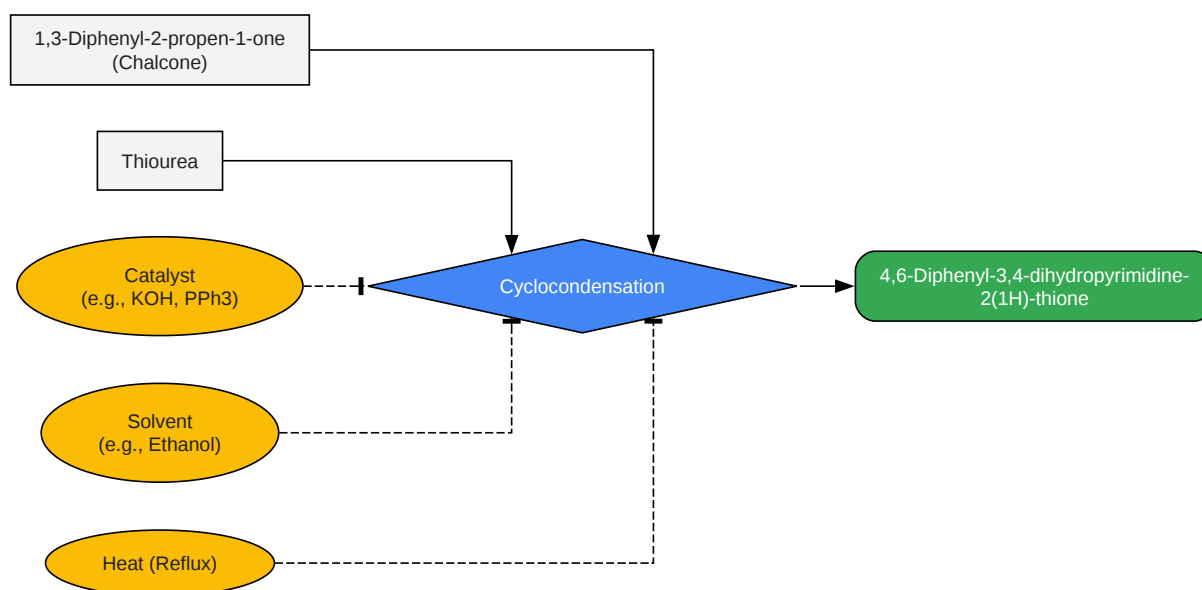 1,3-Diphenyl-2-propen-1-one
(Chalcone)
Thiourea
Catalyst
(e.g., KOH, PPh3)
Cyclocondensation
4,6-Diphenyl-3,4-dihydropyrimidine-
2(1H)-thione
Solvent
(e.g., Ethanol)
Heat (Reflux)